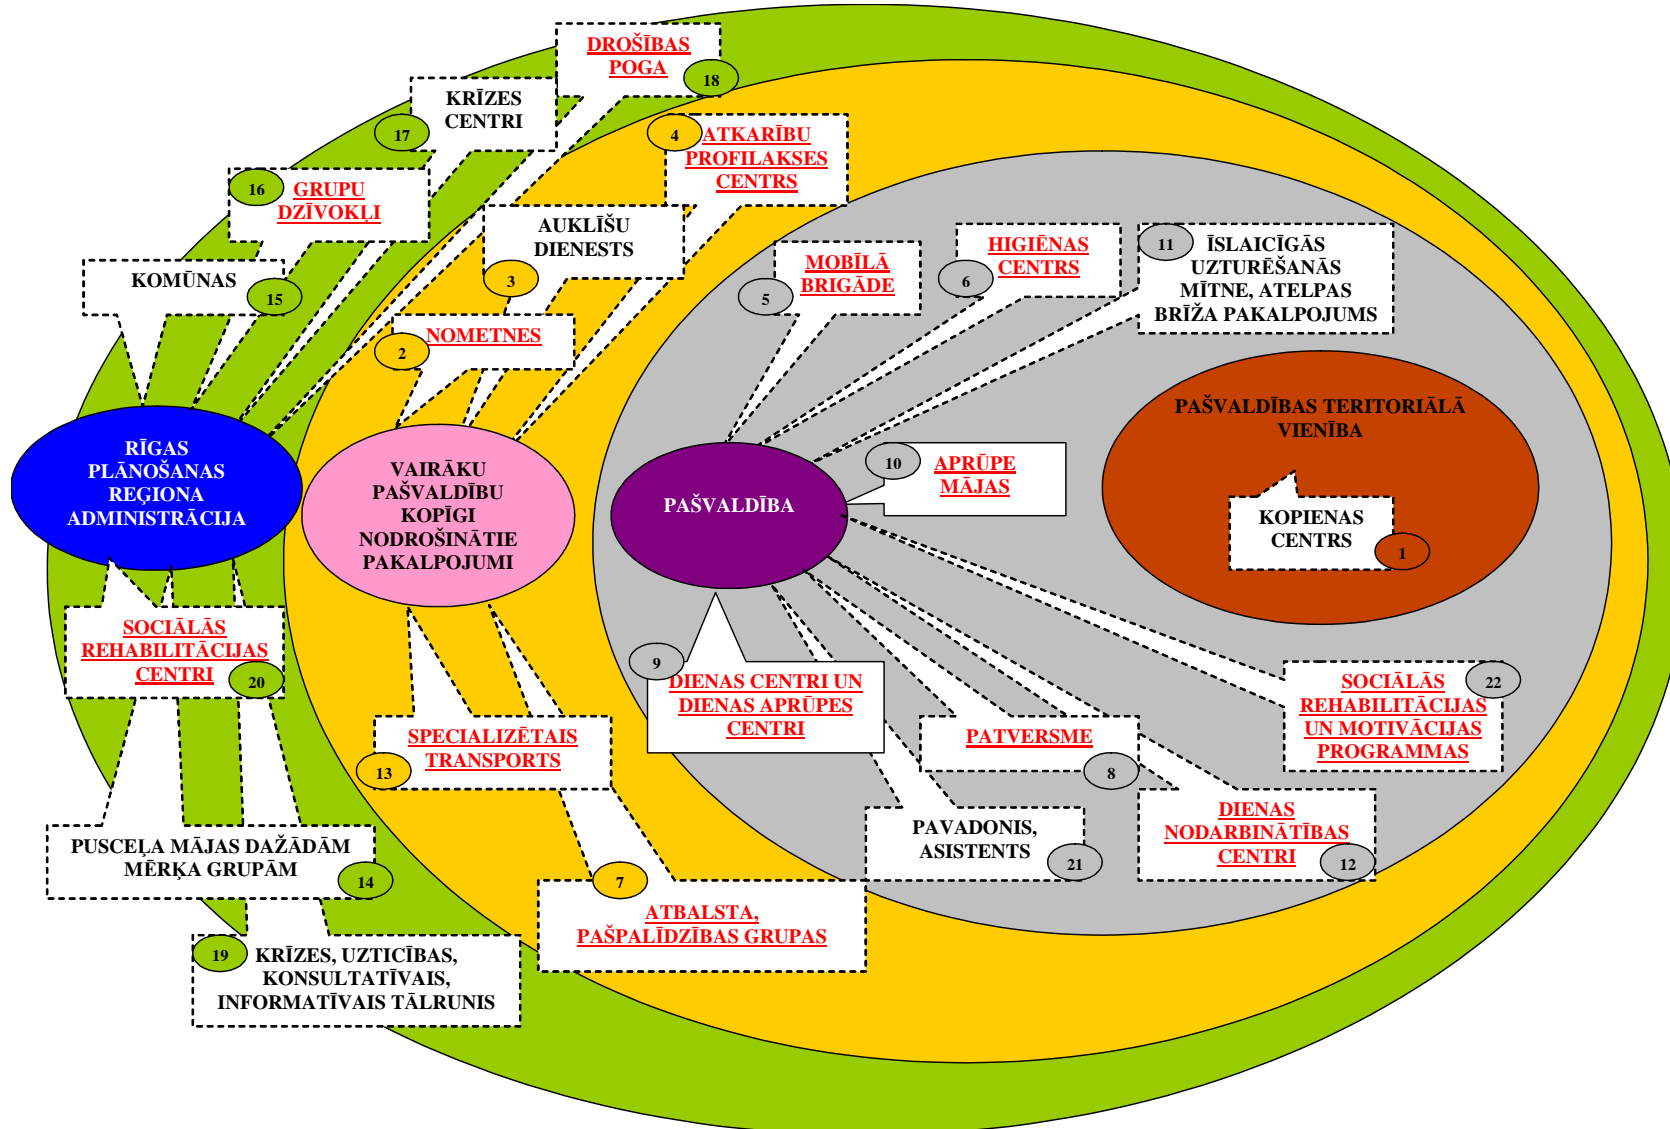 DROŠĪBAS
POGA
18
KRĪZES
CENTRI
17
4
ATKARĪBU
PROFILAKSES
CENTRS
16
GRUPU
DZĪVOKĻI
AUKLĪŠU
DIENESTS
3
KOMŪNAS
15
NOMETNES
2
MOBĪLĀ
BRIGĀDE
5
HIGIĒNAS
CENTRS
6
11
ĪSLAICĪGĀS
UZTURĒŠANĀS
MĪTNE, ATELPAS
BRĪŽA PAKALPOJUMS
RĪGAS
PLĀNOŠANAS
REĢIONA
ADMINISTRĀCIJA
VAIRĀKU
PAŠVALDĪBU
KOPĪGI
NODROŠINĀTIE
PAKALPOJUMI
PAŠVALDĪBA
10
APRŪPE
MĀJAS
PAŠVALDĪBAS TERITORIĀLĀ
VIENĪBA
KOPIENAS
CENTRS
1
SOCIĀLĀS
REHABILITĀCIJAS
CENTRI
20
SPECIALIZĒTAIS
TRANSPORTS
13
9
DIENAS CENTRI UN
DIENAS APRŪPES
CENTRI
PATVERSME
8
SOCIĀLĀS
REHABILITĀCIJAS
UN MOTIVĀCIJAS
PROGRAMMAS
22
PUSCEĻA MĀJAS DAŽĀDĀM
MĒRĶA GRUPĀM
14
PAVADONIS,
ASISTENTS
21
DIENAS
NODARBINĀTĪBAS
CENTRI
12
7
ATBALSTA,
PAŠPALĪDZĪBAS GRUPAS
19
KRĪZES, UZTICĪBAS,
KONSULTATĪVAIS,
INFORMATĪVAIS TĀLRUNIS